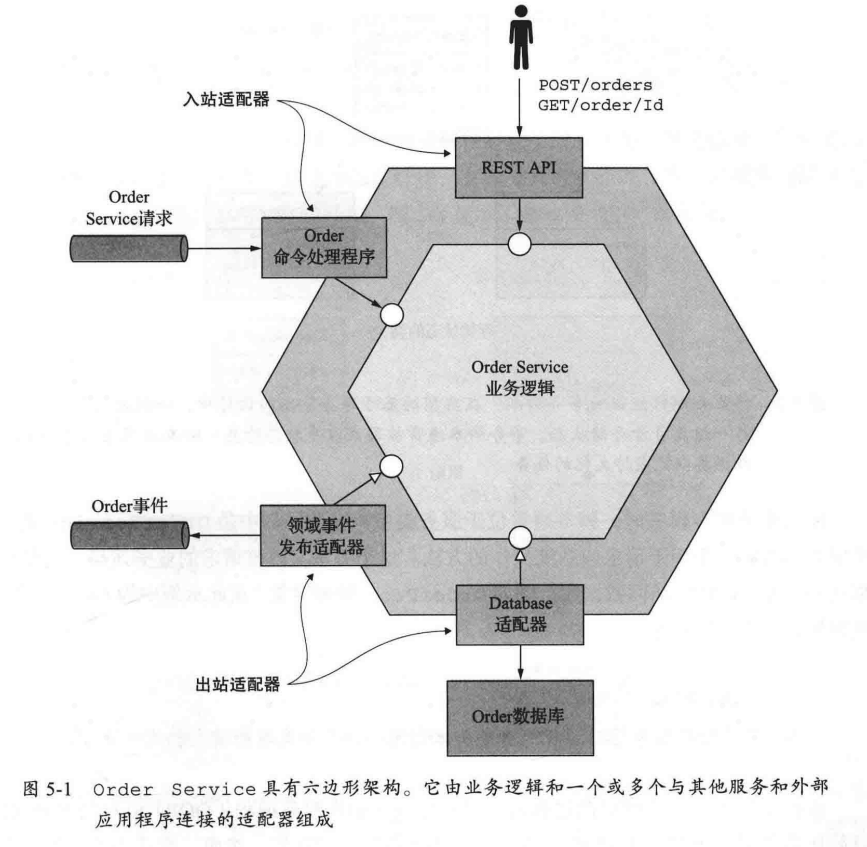 POST/orders
GET/order/Id
入站适配器
REST API
Order
Service请求
Order
命令处理程序
Order Service
业务逻辑
Order事件
领域事件
发布适配器
Database
适配器
出站适配器
Order数据库
图 5-1 Order Service 具有六边形架构。它由业务逻辑和一个或多个与其他服务和外部
应用程序连接的适配器组成